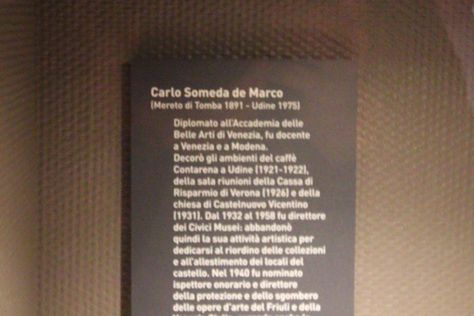 Carlo Someda de Marco
(Mereto di Tomba 1891 - Udine 1975)
Diplomato all'Accademia delle
Belle Arti di Venezia, fu docente
a Venezia e a Modena.
Decorò gli ambienti del caffè
Contarena a Udine (1921-1922),
della sala riunioni della Cassa di
Risparmio di Verona (1926) e della
chiesa di Castelnuovo Vicentino
(1931). Dal 1932 al 1958 fu direttore
dei Civici Musei: abbandonò
quindi la sua attività artistica per
dedicarsi al riordino delle collezioni
e all'allestimento dei locali del
castello. Nel 1940 fu nominato
ispettore onorario e direttore
della protezione e dello sgombero
delle opere d'arte del Friuli e della